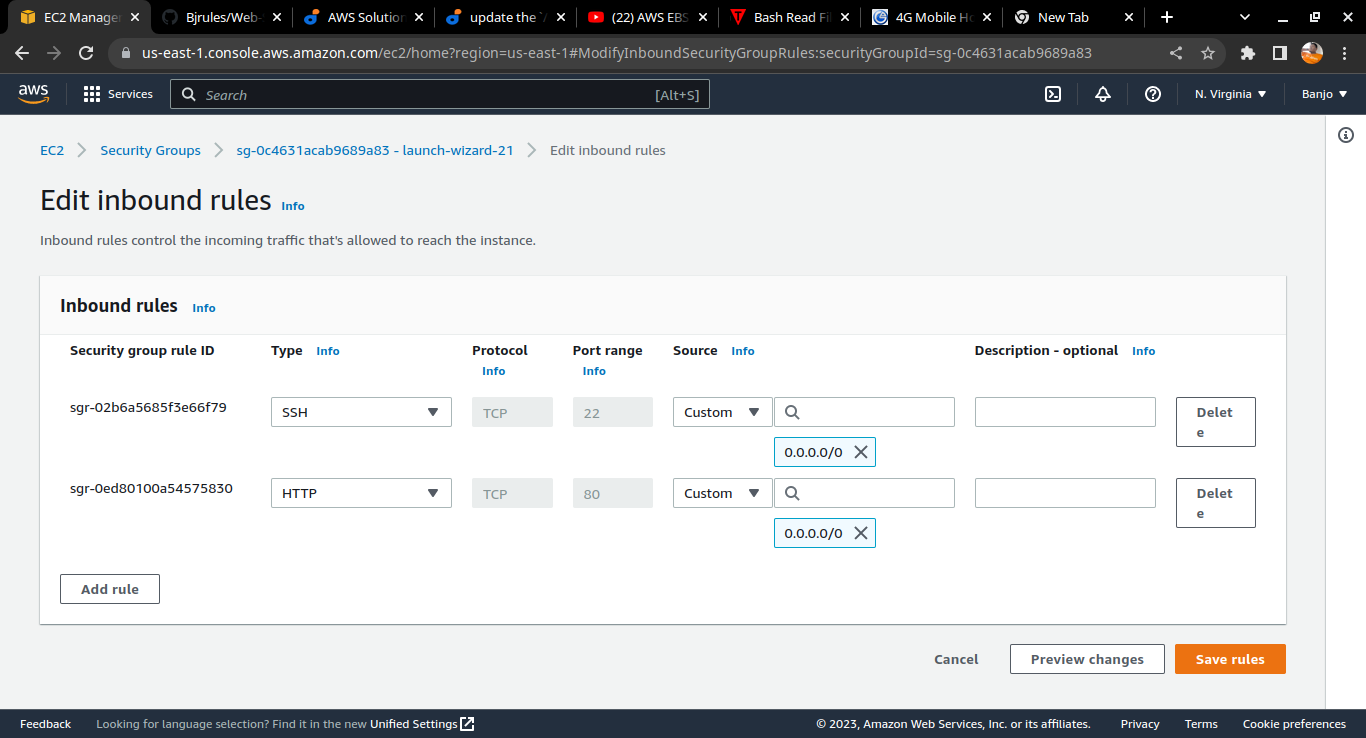 EC2 Manager
Bjrules/Web-
AWS Solution
update the
(22) AWS EBS
Bash Read Fi
4G Mobile Ho
New Tab
us-east-1.console.aws.amazon.com/ec2/home?region=us-east-1#ModifyInboundSecurityGroupRules:securityGroupId=sg-0c4631acab9689a83
aws Services Search [Alt+S] N. Virginia Banjo
EC2 Security Groups sg-0c4631acab9689a83 - launch-wizard-21 Edit inbound rules
Edit inbound rules Info
Inbound rules control the incoming traffic that's allowed to reach the instance.
Inbound rules Info
Security group rule ID Type Info Protocol Port range Source Info Description - optional Info
Info Info
sgr-02b6a5685f3e66f79 SSH TCP 22 Custom Delet
e
0.0.0.0/0
sgr-0ed80100a54575830 HTTP TCP 80 Custom Delet
e
0.0.0.0/0
Add rule
Cancel Preview changes Save rules
Feedback Looking for language selection? Find it in the new Unified Settings © 2023, Amazon Web Services, Inc. or its affiliates. Privacy Terms Cookie preferences